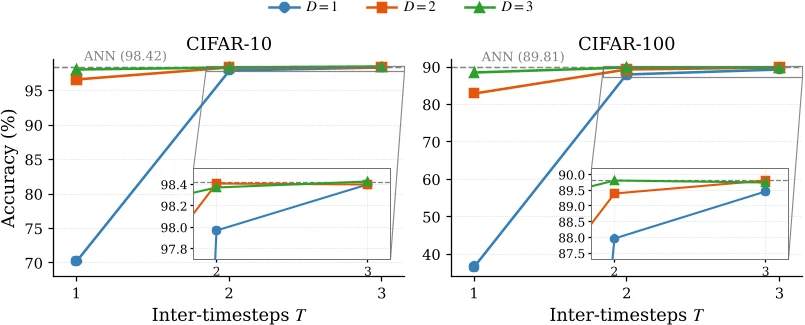 D = 1 D = 2 D = 3
CIFAR-10
ANN (98.42)
Accuracy (%)
95
90
85
80
75
70
98.4
98.2
98.0
97.8
2 3
1 2 3
Inter-timesteps T
CIFAR-100
ANN (89.81)
90
80
70
60
50
40
90.0
89.5
89.0
88.5
88.0
87.5
2 3
1 2 3
Inter-timesteps T